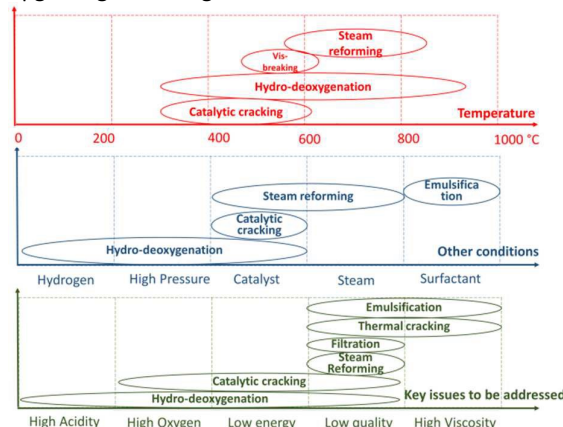 Steam
reforming
Vis-
breaking
Hydro-deoxygenation
Catalytic cracking
Temperature
0 200 400 600 800 1000 °C
Emulsifica
tion
Steam reforming
Catalytic
cracking
Hydro-deoxygenation
Other conditions
Hydrogen High Pressure Catalyst Steam Surfactant
Emulsification
Thermal cracking
Filtration
Steam
Reforming
Catalytic cracking
Hydro-deoxygenation
Key issues to be addressed
High Acidity High Oxygen Low energy Low quality High Viscosity